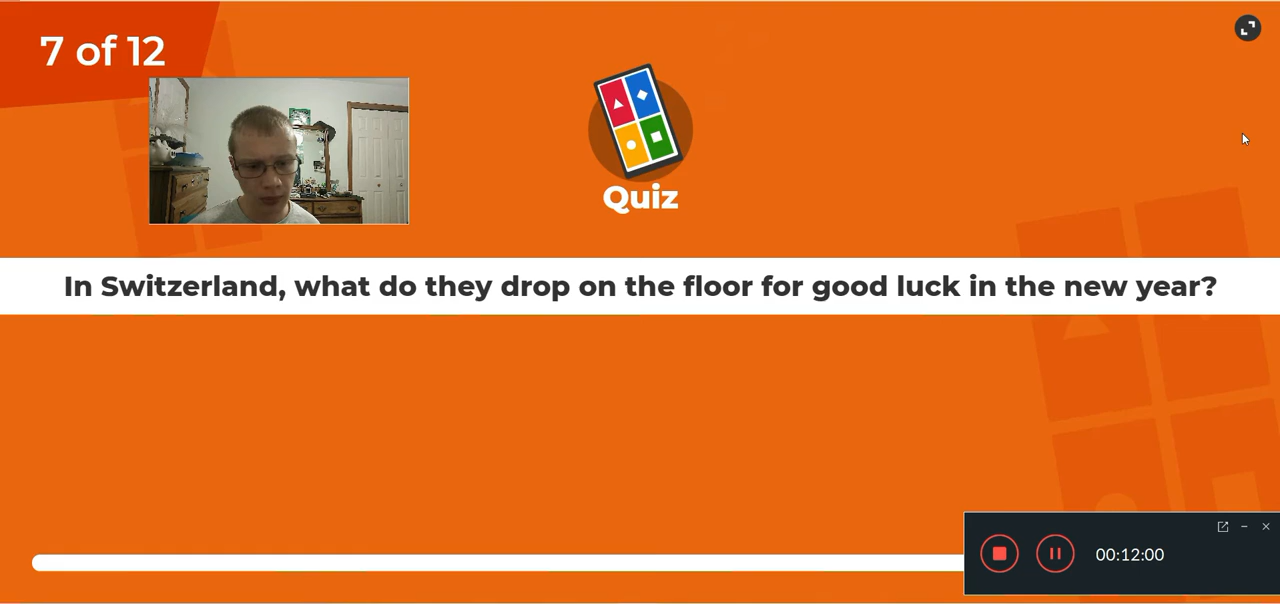 7 of 12
Quiz
In Switzerland, what do they drop on the floor for good luck in the new year?
00:12:00